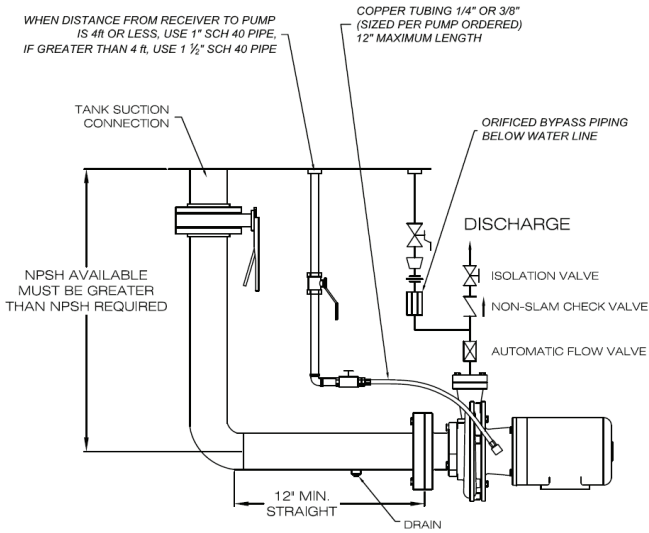 WHEN DISTANCE FROM RECEIVER TO PUMP
IS 4ft OR LESS, USE 1" SCH 40 PIPE,
IF GREATER THAN 4 ft, USE 1 ½" SCH 40 PIPE
COPPER TUBING 1/4" OR 3/8"
(SIZED PER PUMP ORDERED)
12" MAXIMUM LENGTH
TANK SUCTION
CONNECTION
ORIFICED BYPASS PIPING
BELOW WATER LINE
DISCHARGE
NPSH AVAILABLE
MUST BE GREATER
THAN NPSH REQUIRED
ISOLATION VALVE
NON-SLAM CHECK VALVE
AUTOMATIC FLOW VALVE
12" MIN.
STRAIGHT
DRAIN